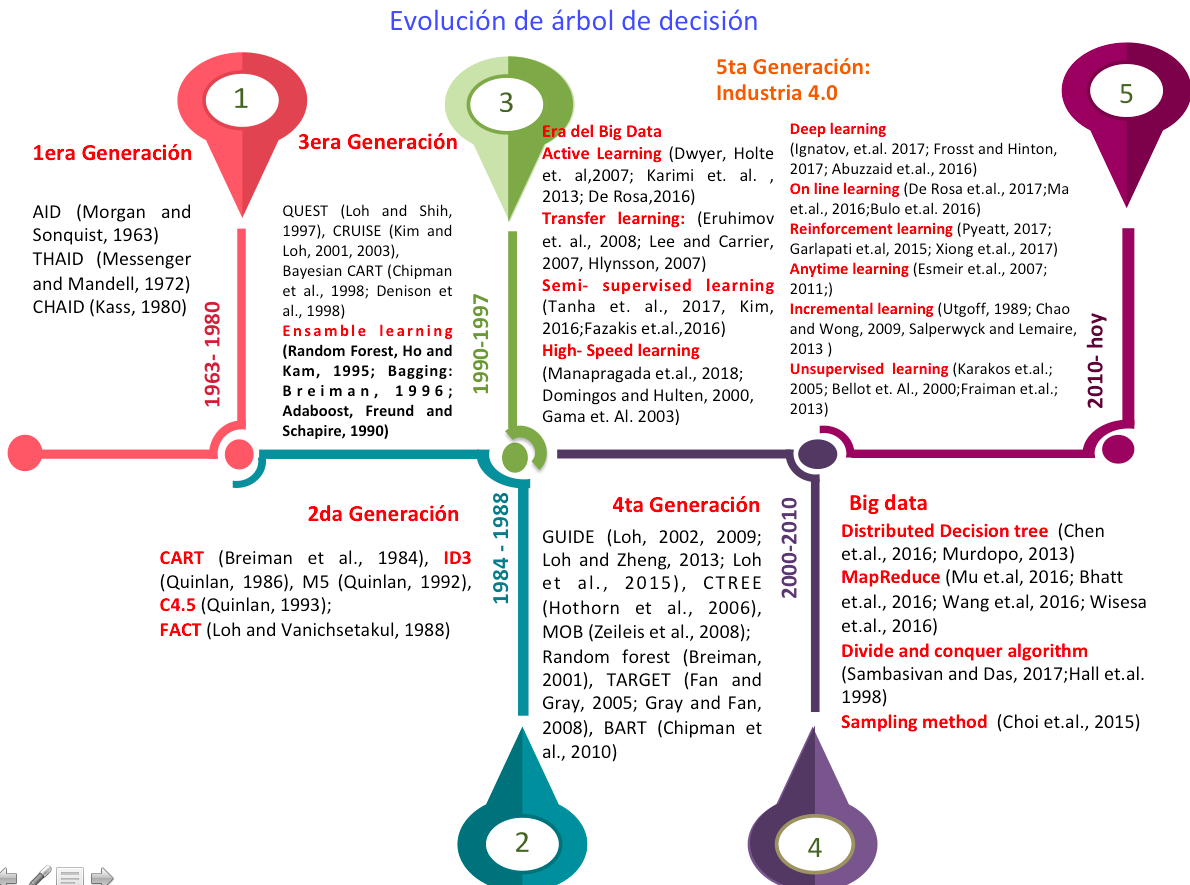 Evolución de árbol de decisión
1
1era Generación
AID (Morgan and
Sonquist, 1963)
THAID (Messenger
and Mandell, 1972)
CHAID (Kass, 1980)
1963- 1980
2da Generación
CART (Breiman et al., 1984), ID3
(Quinlan, 1986), M5 (Quinlan, 1992),
C4.5 (Quinlan, 1993);
FACT (Loh and Vanichsetakul, 1988)
1984 - 1988
2
3era Generación
QUEST (Loh and Shih,
1997), CRUISE (Kim and
Loh, 2001, 2003),
Bayesian CART (Chipman
et al., 1998; Denison et
al., 1998)
Ensamble learning
(Random Forest, Ho and
Kam, 1995; Bagging:
Breiman, 1996;
Adaboost, Freund and
Schapire, 1990)
1990-1997
3
4ta Generación
GUIDE (Loh, 2002, 2009;
Loh and Zheng, 2013; Loh
et al., 2015), CTREE
(Hothorn et al., 2006),
MOB (Zeileis et al., 2008);
Random forest (Breiman,
2001), TARGET (Fan and
Gray, 2005; Gray and Fan,
2008), BART (Chipman et
al., 2010)
2000-2010
4
5ta Generación:
Industria 4.0
5
Era del Big Data
Active Learning (Dwyer, Holte
et. al,2007; Karimi et. al. ,
2013; De Rosa,2016)
Transfer learning: (Eruhimov
et. al., 2008; Lee and Carrier,
2007, Hlynsson, 2007)
Semi- supervised learning
(Tanha et. al., 2017, Kim,
2016;Fazakis et.al.,2016)
High- Speed learning
(Manapragada et.al., 2018;
Domingos and Hulten, 2000,
Gama et. Al. 2003)
Deep learning
(Ignatov, et.al. 2017; Frosst and Hinton,
2017; Abuzzaid et.al., 2016)
On line learning (De Rosa et.al., 2017;Ma
et.al., 2016;Bulo et.al. 2016)
Reinforcement learning (Pyeatt, 2017;
Garlapati et.al, 2015; Xiong et.al., 2017)
Anytime learning (Esmeir et.al., 2007;
2011;)
Incremental learning (Utgoff, 1989; Chao
and Wong, 2009, Salperwyck and Lemaire,
2013 )
Unsupervised learning (Karakos et.al.;
2005; Bellot et. Al., 2000;Fraiman et.al.;
2013)
2010- hoy
Big data
Distributed Decision tree (Chen
et.al., 2016; Murdopo, 2013)
MapReduce (Mu et.al, 2016; Bhatt
et.al., 2016; Wang et.al, 2016; Wisesa
et.al., 2016)
Divide and conquer algorithm
(Sambasivan and Das, 2017;Hall et.al.
1998)
Sampling method (Choi et.al., 2015)